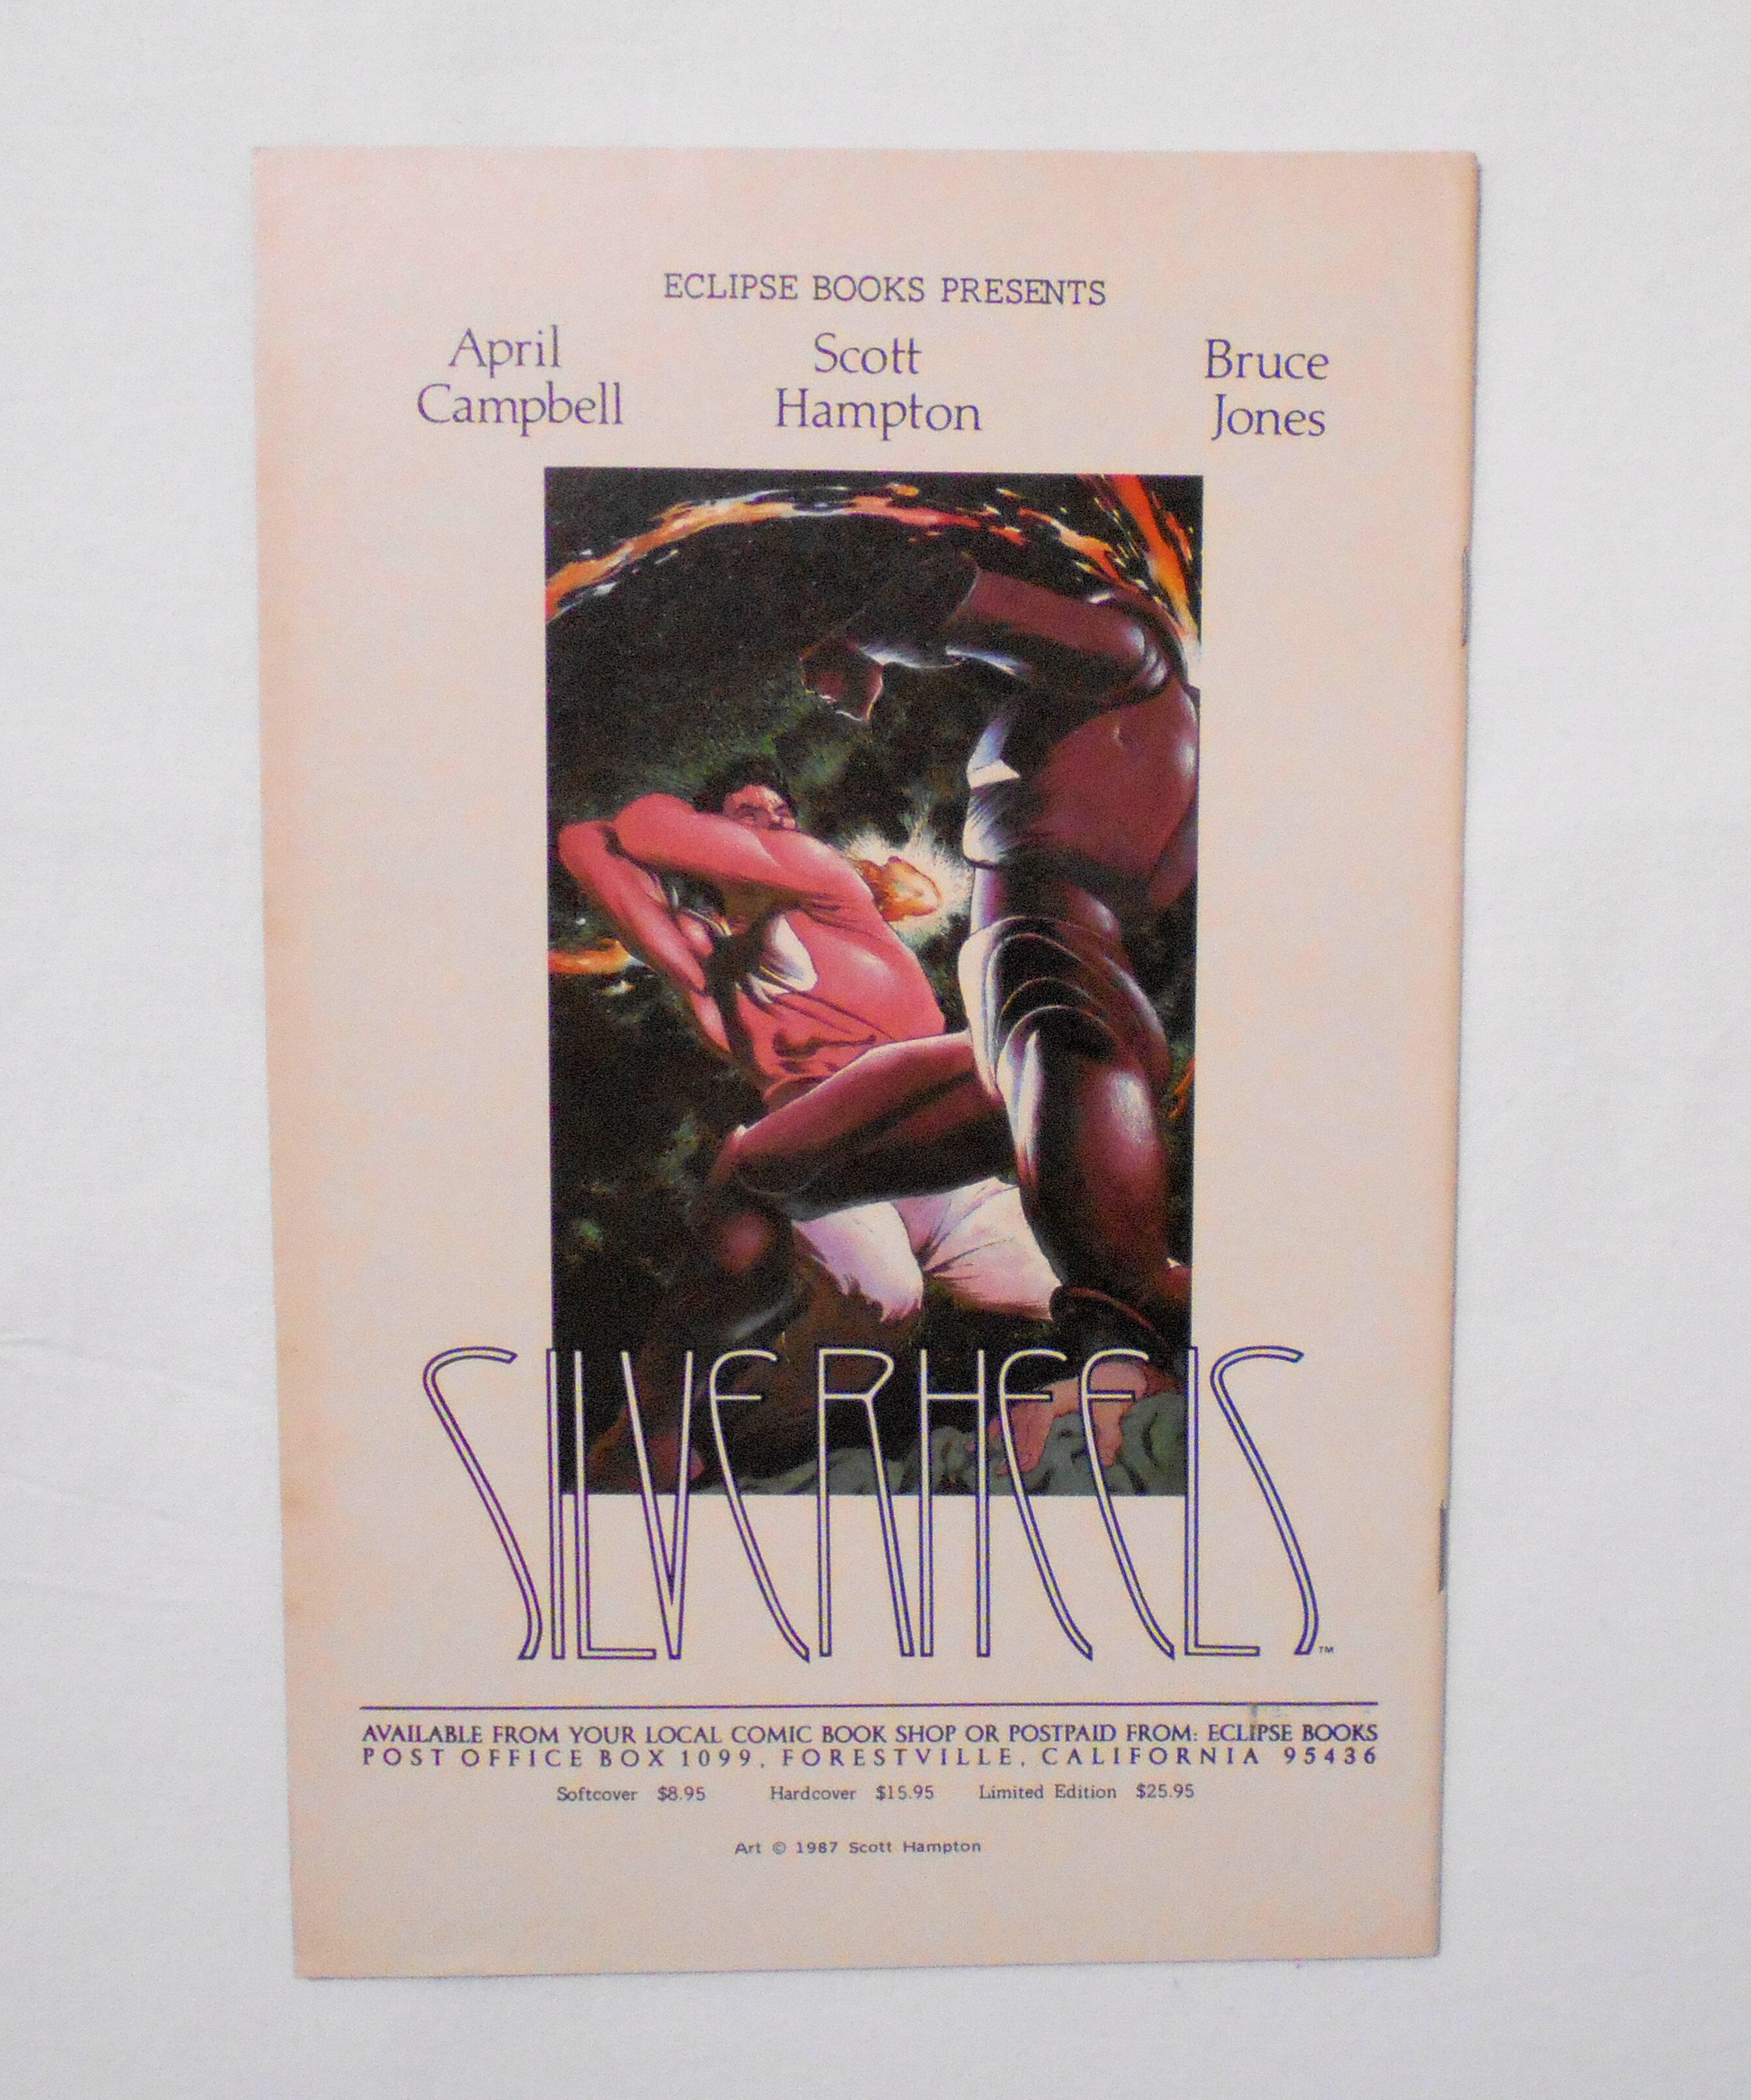 ECLIPSE BOOKS PRESENTS
April Campbell
Scott Hampton
Bruce Jones
SILVERHEELS™
AVAILABLE FROM YOUR LOCAL COMIC BOOK SHOP OR POSTPAID FROM: ECLIPSE BOOKS
POST OFFICE BOX 1099, FORESTVILLE, CALIFORNIA 95436
Softcover $8.95 Hardcover $15.95 Limited Edition $25.95
Art © 1987 Scott Hampton